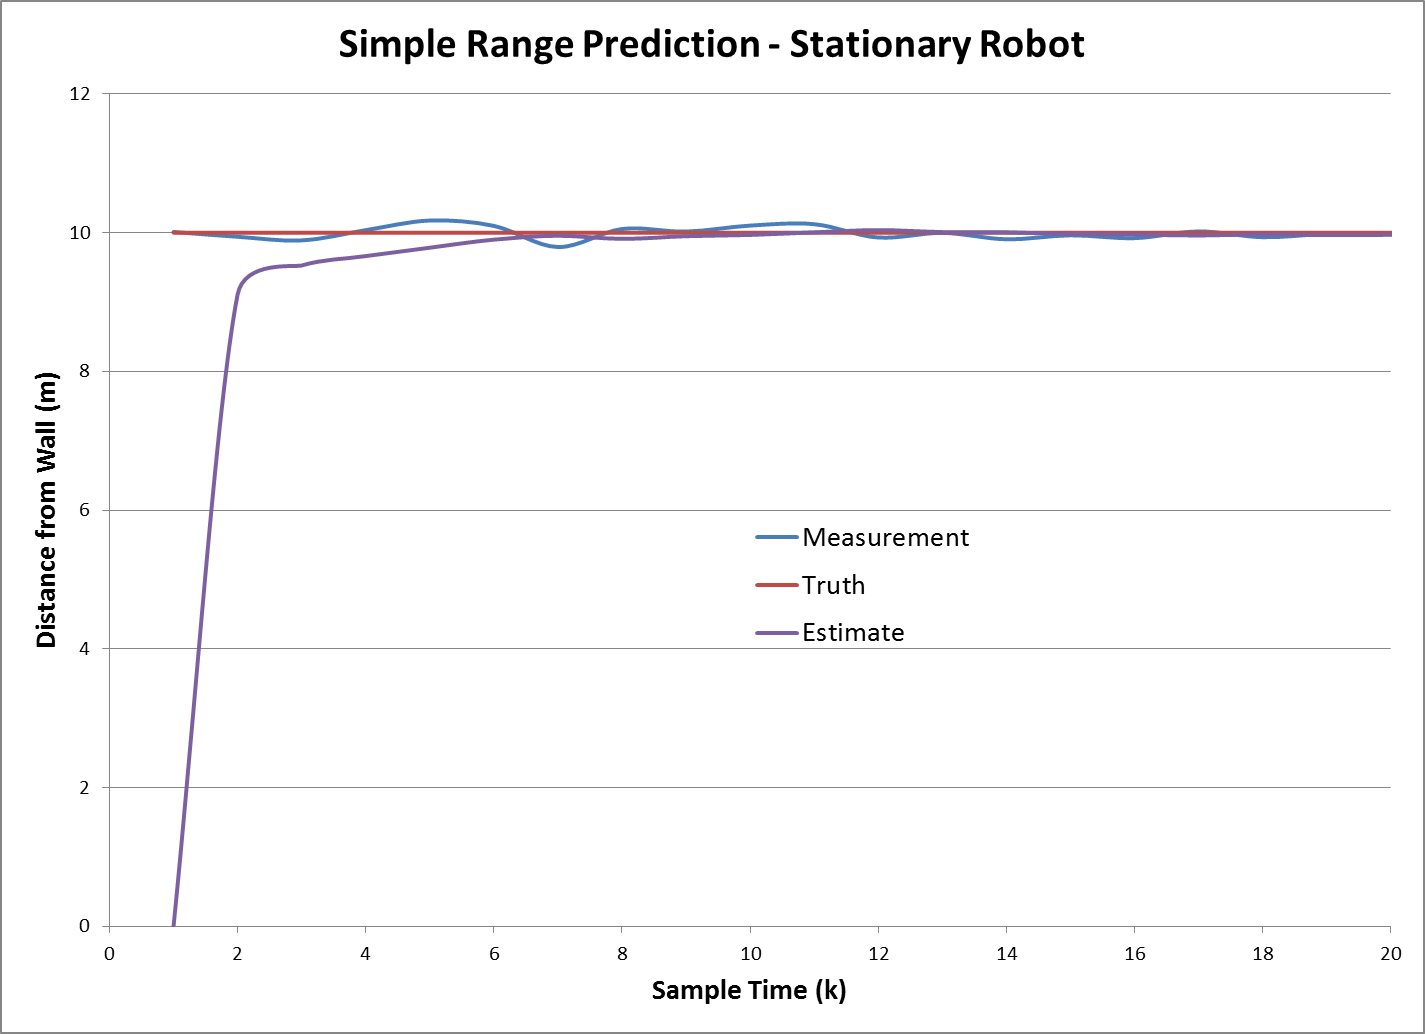 Simple Range Prediction - Stationary Robot
12
10
8
6
4
2
0
Distance from Wall (m)
Measurement
Truth
Estimate
0 2 4 6 8 10 12 14 16 18 20
Sample Time (k)